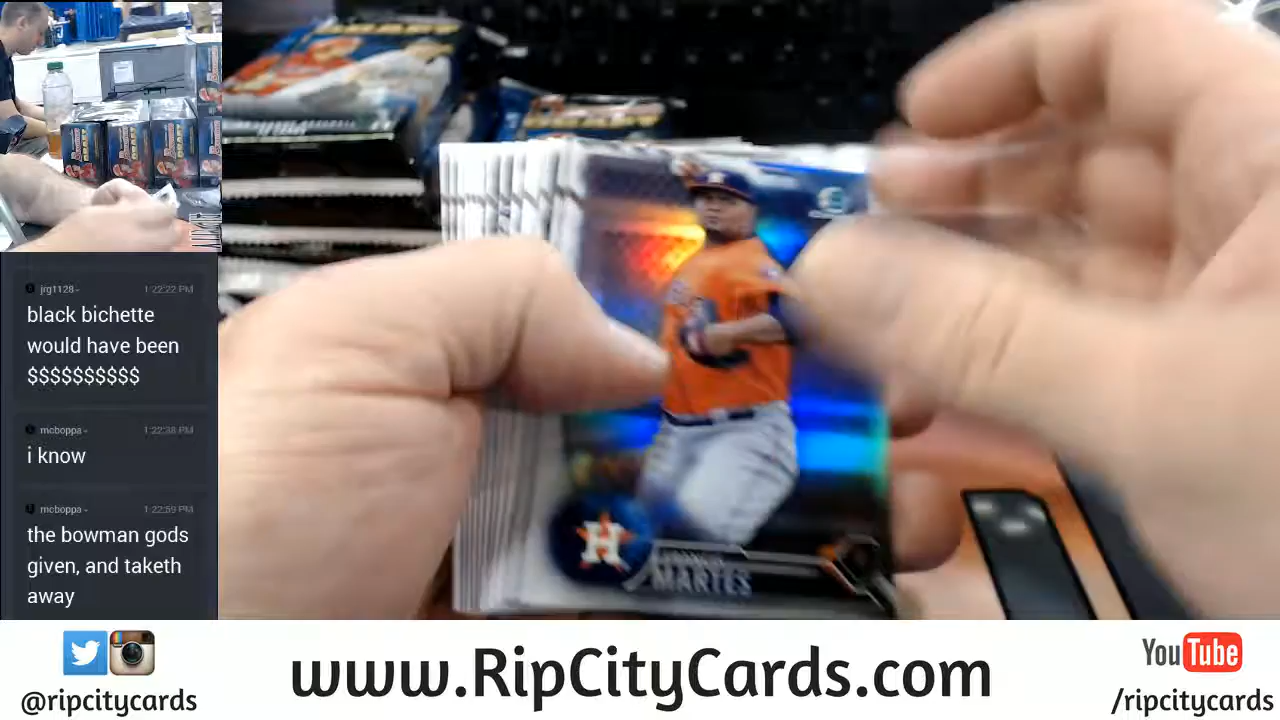 jrg1128
1:22:22 PM
black bichette
would have been
$$$$$$$$$$
mcboppa
1:22:38 PM
i know
mcboppa
1:22:59 PM
the bowman gods
given, and taketh
away
H
MARTES
@ripcitycards
www.RipCityCards.com
YouTube
/ripcitycards